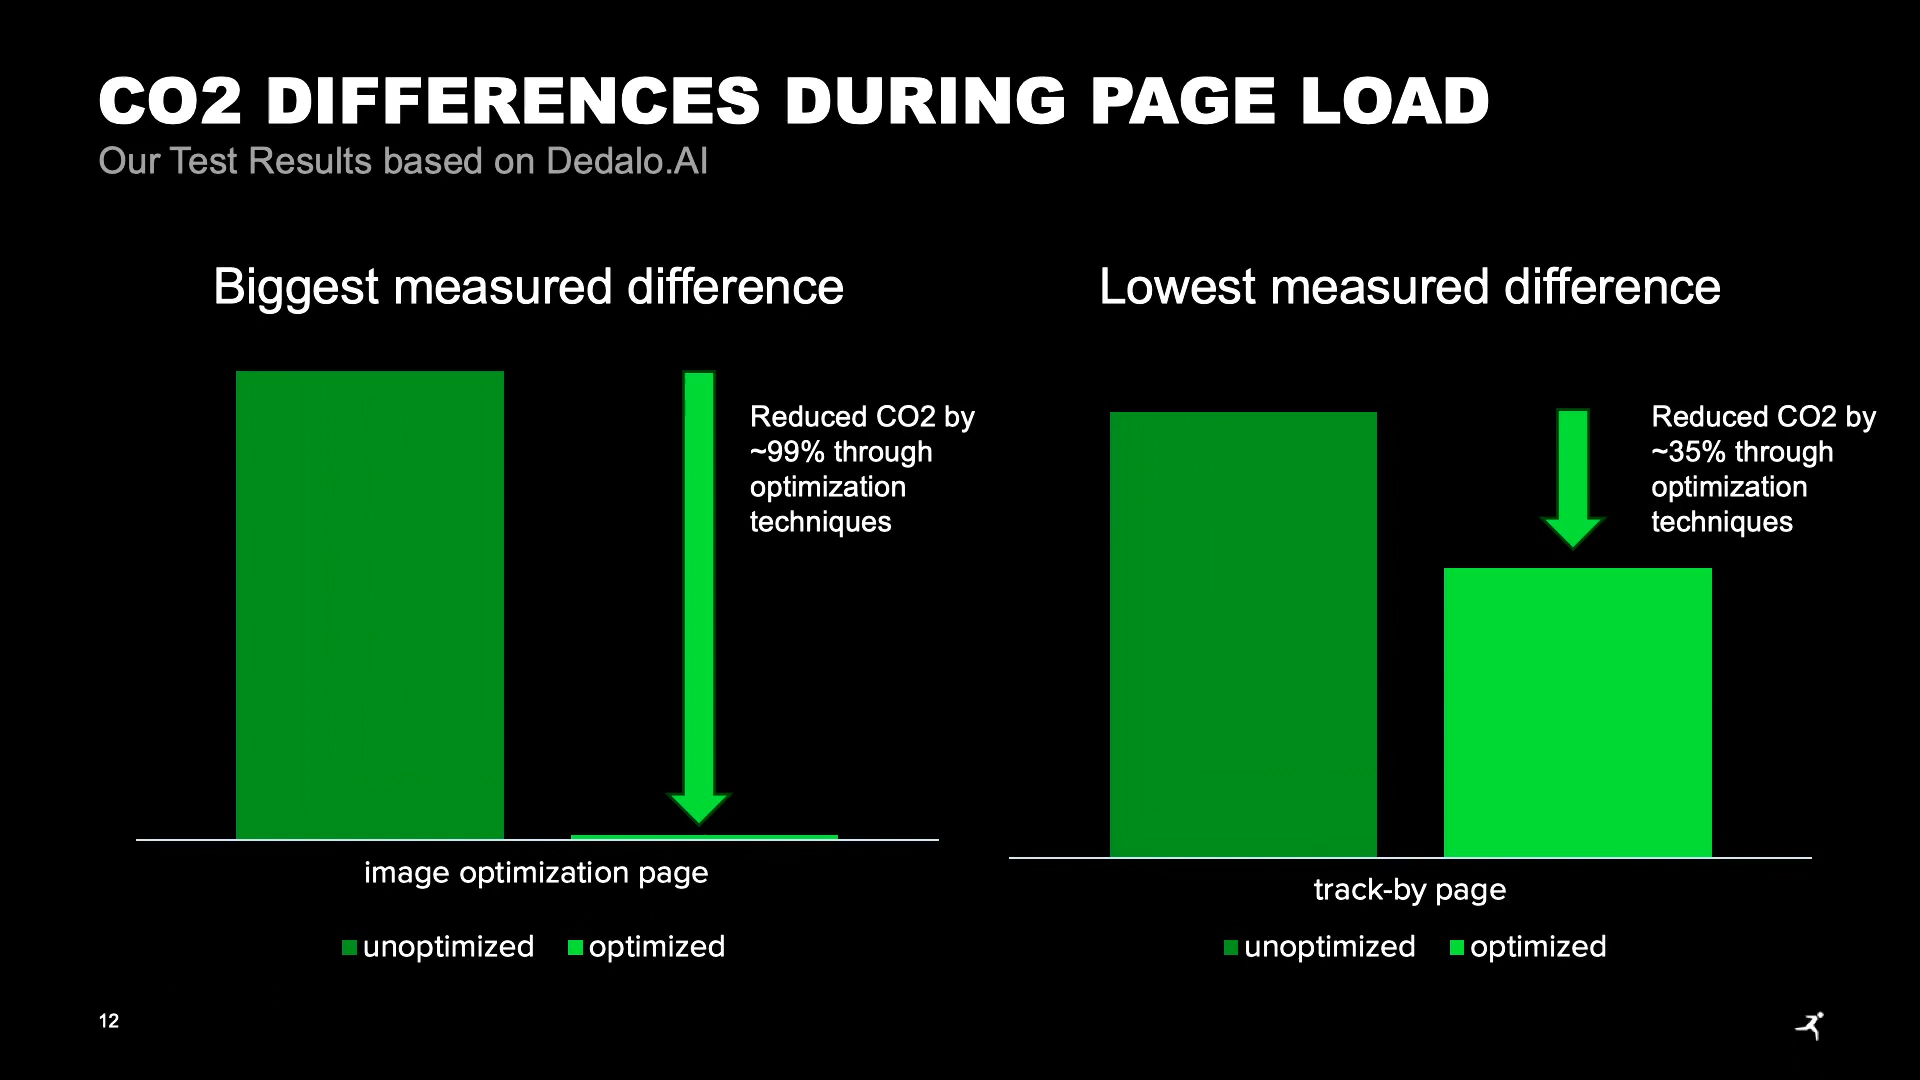 CO2 DIFFERENCES DURING PAGE LOAD
Our Test Results based on Dedalo.AI
Biggest measured difference
Reduced CO2 by
~99% through
optimization
techniques
image optimization page
unoptimized optimized
Lowest measured difference
Reduced CO2 by
~35% through
optimization
techniques
track-by page
unoptimized optimized
12